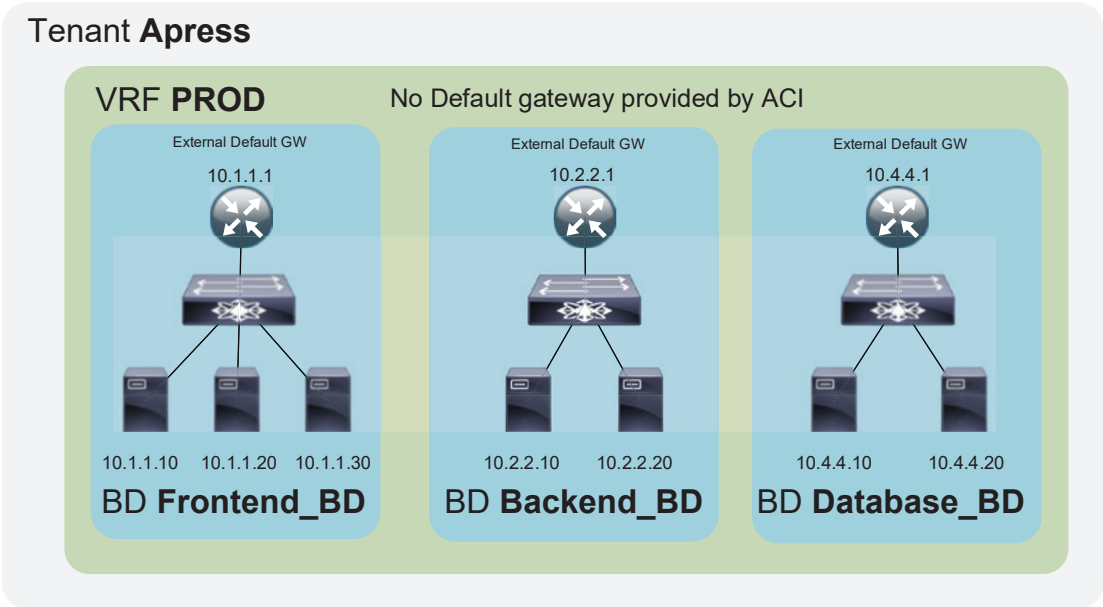 Tenant Apress
VRF PROD
No Default gateway provided by ACI
External Default GW
10.1.1.1
10.1.1.10 10.1.1.20 10.1.1.30
BD Frontend_BD
External Default GW
10.2.2.1
10.2.2.10 10.2.2.20
BD Backend_BD
External Default GW
10.4.4.1
10.4.4.10 10.4.4.20
BD Database_BD